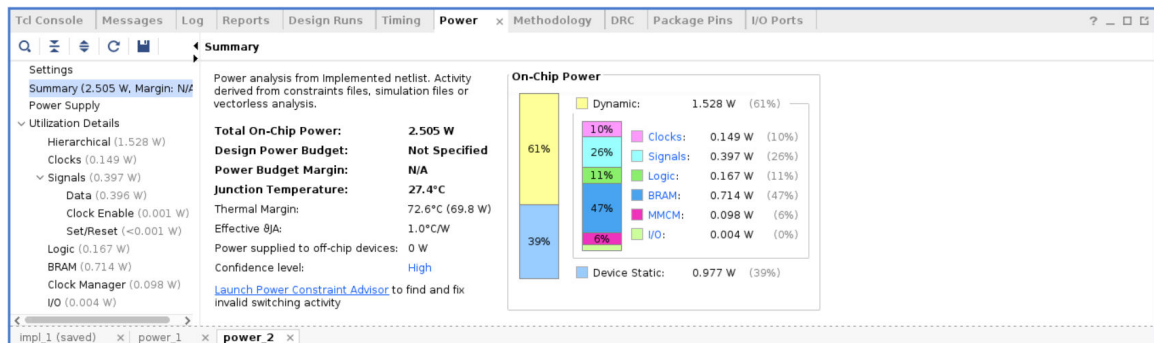 Tcl Console Messages Log Reports Design Runs Timing Power × Methodology DRC Package Pins I/O Ports ?
Summary
Settings
Summary (2.505 W, Margin: N/A
Power Supply
Utilization Details
Hierarchical (1.528 W)
Clocks (0.149 W)
Signals (0.397 W)
Data (0.396 W)
Clock Enable (0.001 W)
Set/Reset (<0.001 W)
Logic (0.167 W)
BRAM (0.714 W)
Clock Manager (0.098 W)
I/O (0.004 W)
Power analysis from Implemented netlist. Activity
derived from constraints files, simulation files or
vectorless analysis.
Total On-Chip Power: 2.505 W
Design Power Budget: Not Specified
Power Budget Margin: N/A
Junction Temperature: 27.4°C
Thermal Margin: 72.6°C (69.8 W)
Effective ϑJA: 1.0°C/W
Power supplied to off-chip devices: 0 W
Confidence level: High
Launch Power Constraint Advisor to find and fix
invalid switching activity
On-Chip Power
61%
39%
Dynamic: 1.528 W (61%)
10% Clocks: 0.149 W (10%)
26% Signals: 0.397 W (26%)
11% Logic: 0.167 W (11%)
47% BRAM: 0.714 W (47%)
6% MMCM: 0.098 W (6%)
I/O: 0.004 W (0%)
Device Static: 0.977 W (39%)
impl_1 (saved) × power_1 × power_2 ×